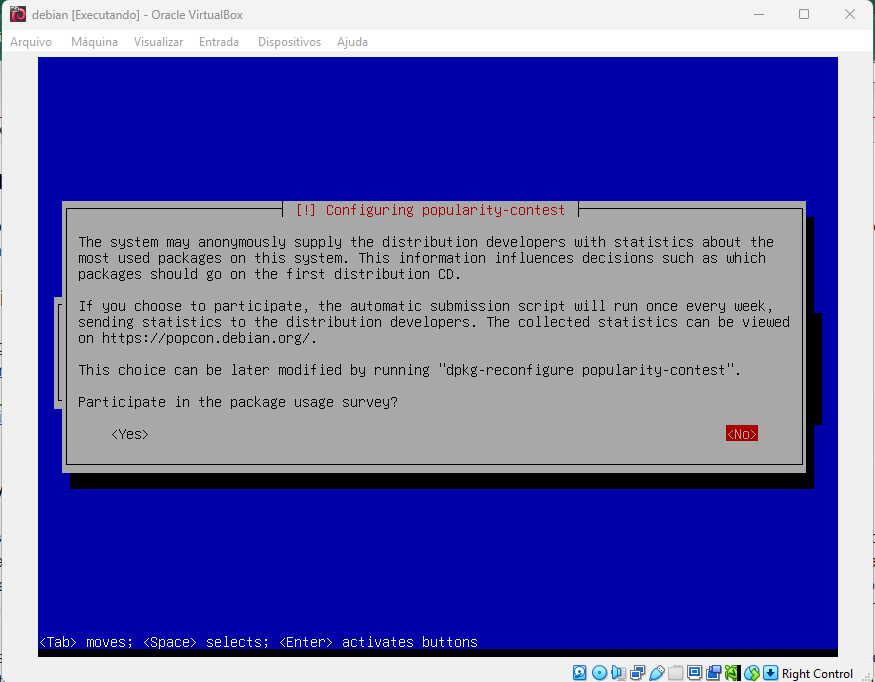 debian [Executando] - Oracle VirtualBox
Arquivo Máquina Visualizar Entrada Dispositivos Ajuda
[!] Configuring popularity-contest
The system may anonymously supply the distribution developers with statistics about the
most used packages on this system. This information influences decisions such as which
packages should go on the first distribution CD.
If you choose to participate, the automatic submission script will run once every week,
sending statistics to the distribution developers. The collected statistics can be viewed
on https://popcon.debian.org/.
This choice can be later modified by running "dpkg-reconfigure popularity-contest".
Participate in the package usage survey?
<Yes> <No>
<Tab> moves; <Space> selects; <Enter> activates buttons
Right Control